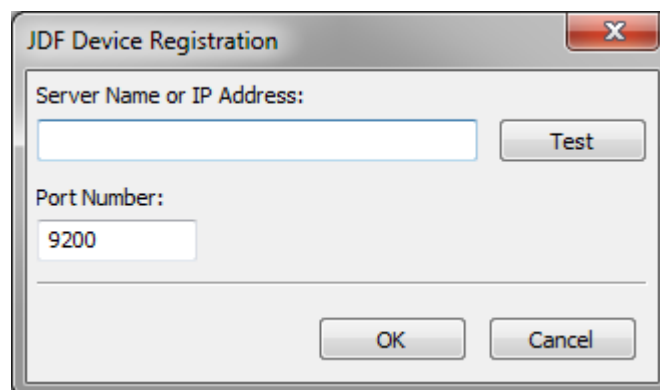 JDF Device Registration
Server Name or IP Address:
Test
Port Number:
9200
OK Cancel